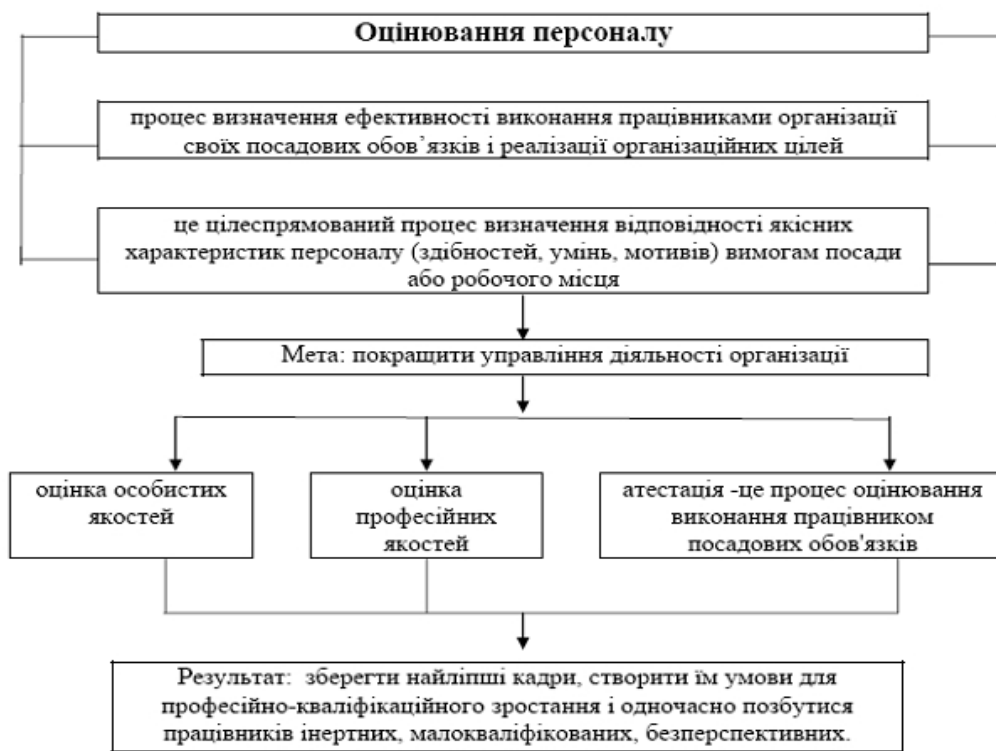 Оцінювання персоналу
процес визначення ефективності виконання працівниками організації
своїх посадових обов’язків і реалізації організаційних цілей
це цілеспрямований процес визначення відповідності якісних
характеристик персоналу (здібностей, умінь, мотивів) вимогам посади
або робочого місця
Мета: покращити управління діяльності організації
оцінка особистих
якостей
оцінка
професійних
якостей
атестація -це процес оцінювання
виконання працівником
посадових обов'язків
Результат: зберегти найліпші кадри, створити їм умови для
професійно-кваліфікаційного зростання і одночасно позбутися
працівників інертних, малокваліфікованих, безперспективних.